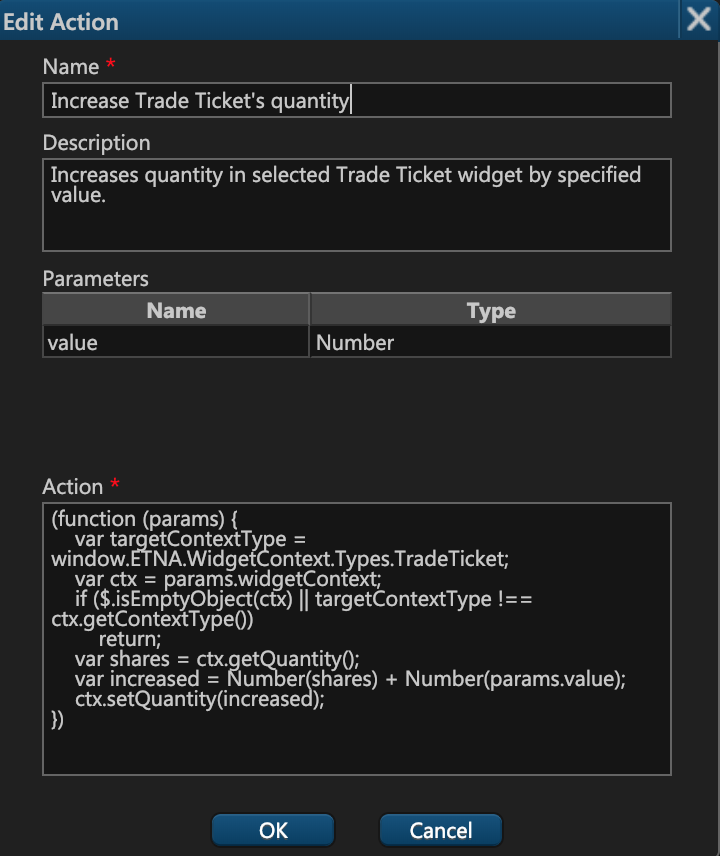 Edit Action
Name *
Increase Trade Ticket's quantity
Description
Increases quantity in selected Trade Ticket widget by specified
value.
Parameters
Name Type
value Number
Action *
(function (params) {
    var targetContextType =
window.ETNA.WidgetContext.Types.TradeTicket;
    var ctx = params.widgetContext;
    if ($.isEmptyObject(ctx) || targetContextType !==
ctx.getContextType())
        return;
    var shares = ctx.getQuantity();
    var increased = Number(shares) + Number(params.value);
    ctx.setQuantity(increased);
})
OK Cancel